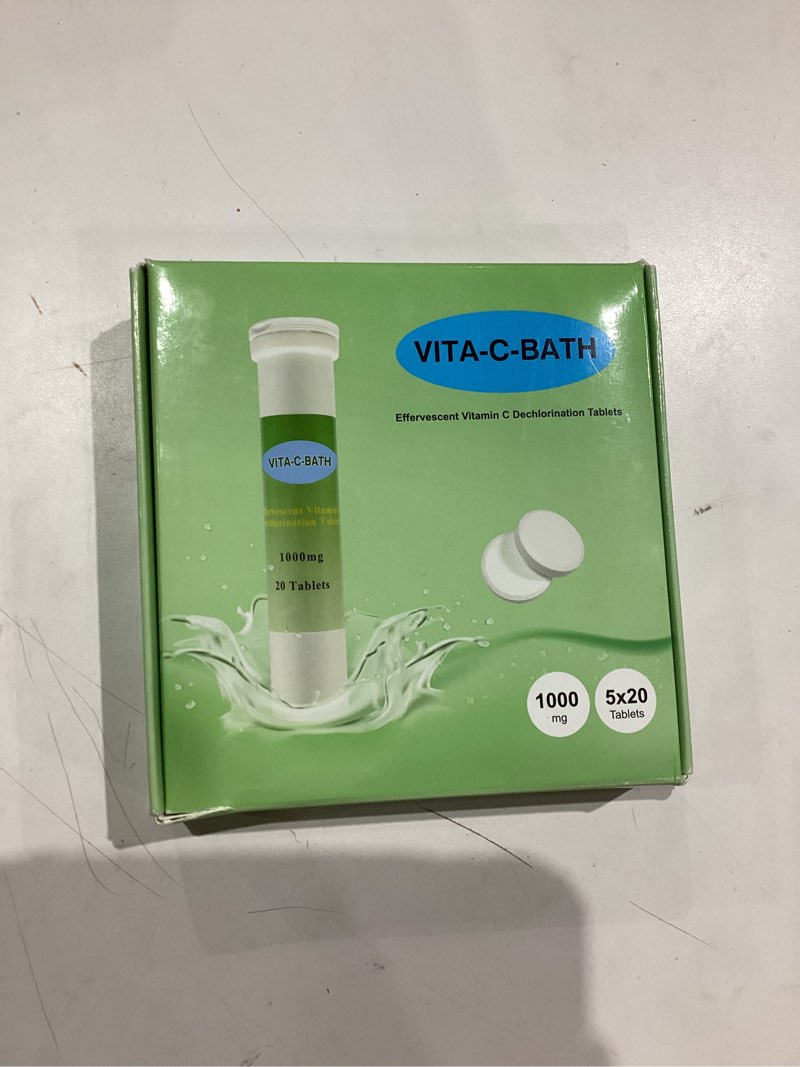 VITA-C-BATH
Effervescent Vitamin C Dechlorination Tablets
VITA-C-BATH
1000mg
20 Tablets
1000
mg
5x20
Tablets